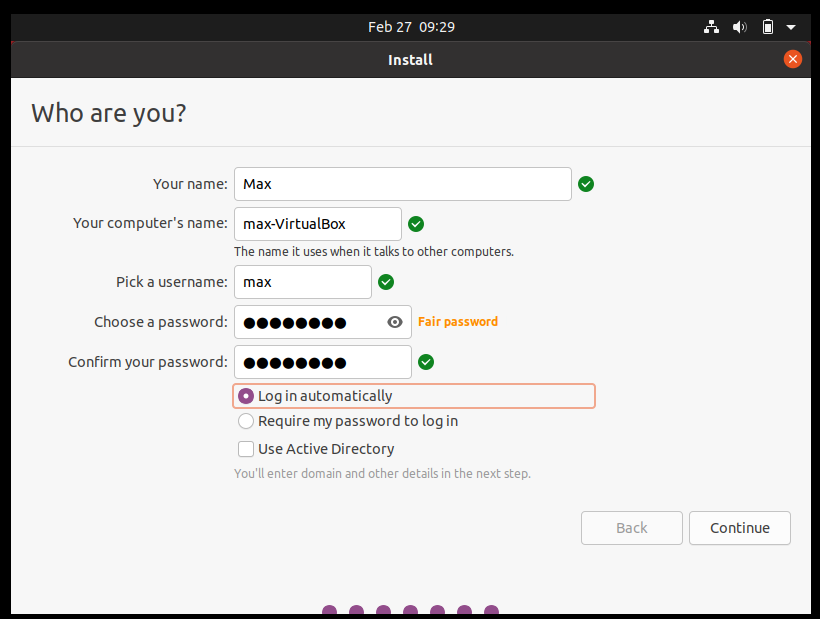 Feb 27 09:29
Install
Who are you?
Your name: Max
Your computer's name: max-VirtualBox
The name it uses when it talks to other computers.
Pick a username: max
Choose a password: ●●●●●●●● Fair password
Confirm your password: ●●●●●●●●
Log in automatically
Require my password to log in
Use Active Directory
You'll enter domain and other details in the next step.
Back Continue